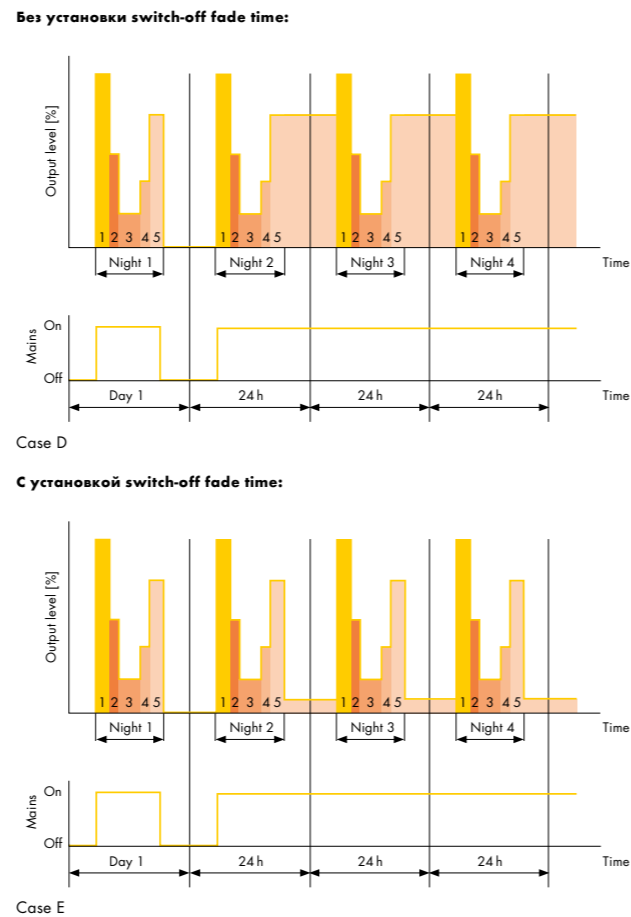 Без установки switch-off fade time:
Output level [%]
1 2 3 4 5 1 2 3 4 5 1 2 3 4 5 1 2 3 4 5
Night 1 Night 2 Night 3 Night 4 Time
Mains
On
Off
Day 1 24 h 24 h 24 h Time
Case D
С установкой switch-off fade time:
Output level [%]
1 2 3 4 5 1 2 3 4 5 1 2 3 4 5 1 2 3 4 5
Night 1 Night 2 Night 3 Night 4 Time
Mains
On
Off
Day 1 24 h 24 h 24 h Time
Case E